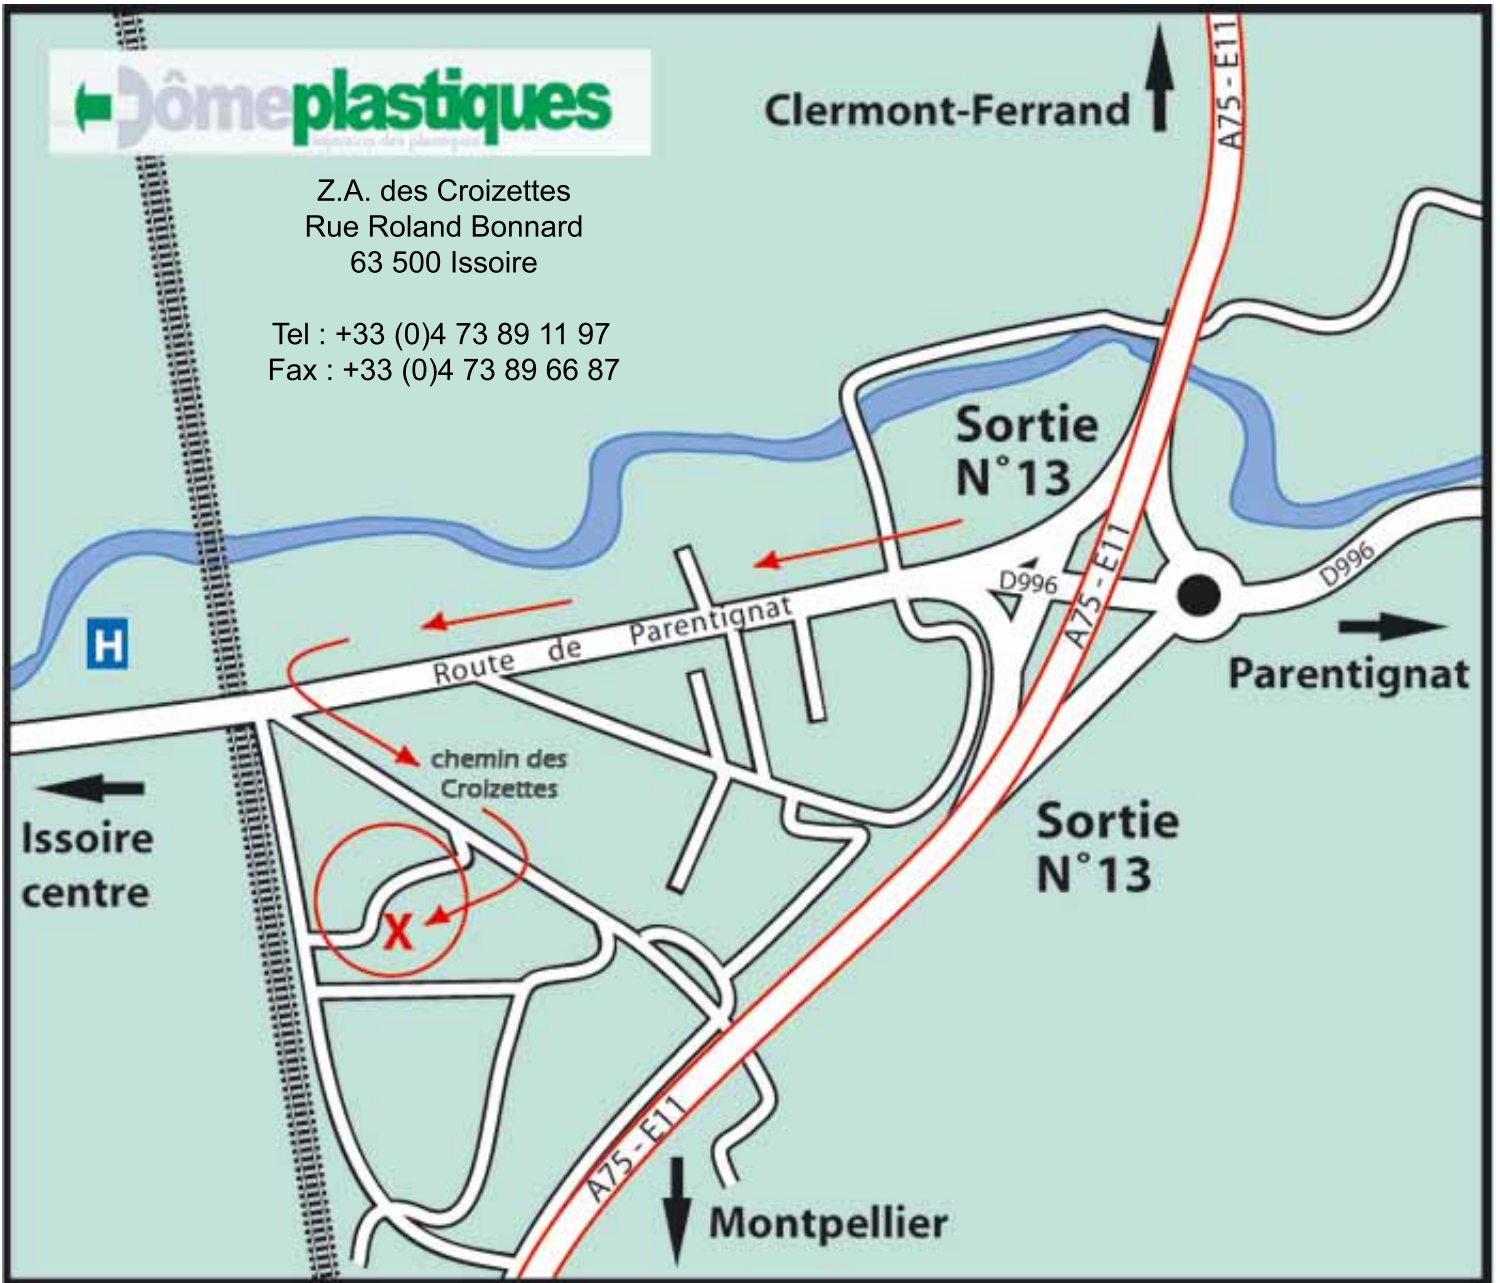 Dômeplastiques
Z.A. des Croizettes
Rue Roland Bonnard
63 500 Issoire
Tel : +33 (0)4 73 89 11 97
Fax : +33 (0)4 73 89 66 87
Clermont-Ferrand
A75 - E11
Sortie
N°13
D996
A75 - E11
D996
Parentignat
Route de Parentignat
H
chemin des
Croizettes
Issoire
centre
X
Sortie
N°13
A75 - E11
Montpellier